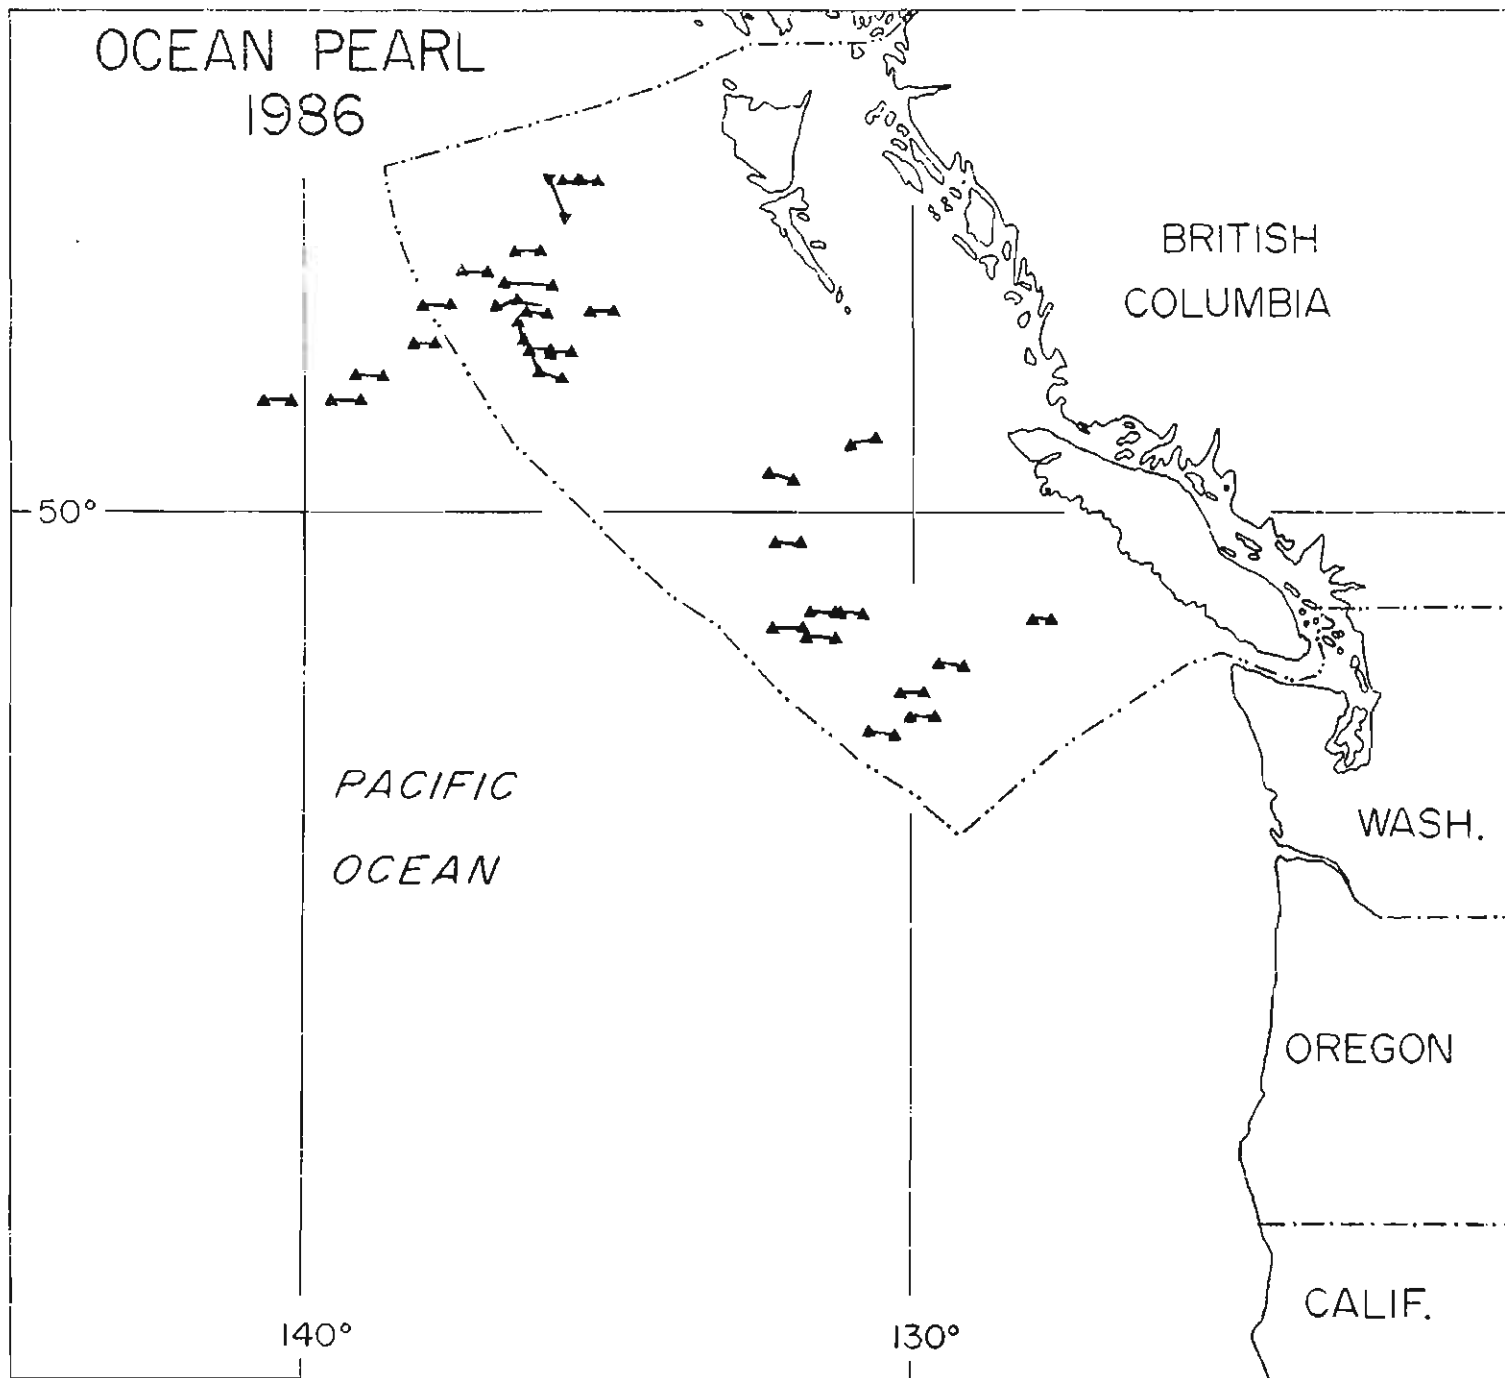 OCEAN PEARL
1986
BRITISH
COLUMBIA
50°
PACIFIC
OCEAN
WASH.
OREGON
CALIF.
140°
130°